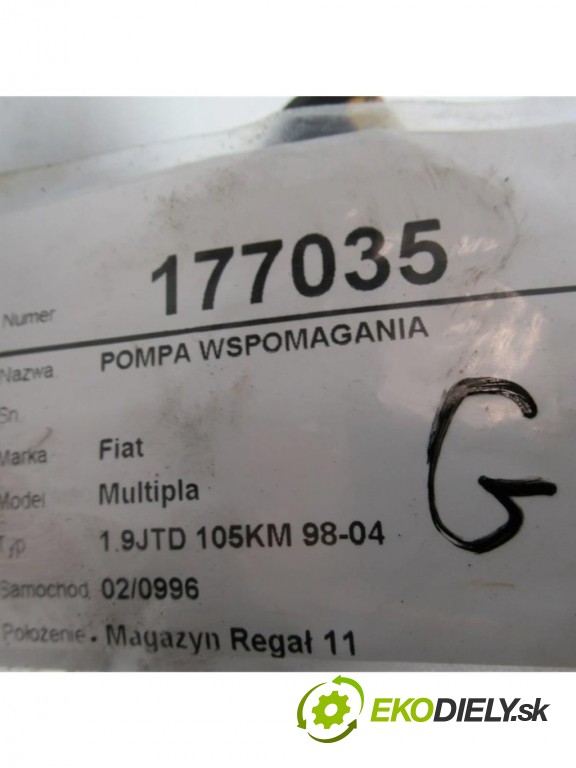 Numer 177035
Nazwa POMPA WSPOMAGANIA
Sn
Marka Fiat
Model Multipla
Typ 1.9JTD 105KM 98-04
Samochod 02/0996
Położenie Magazyn Regał 11
G
EKODIELY.sk